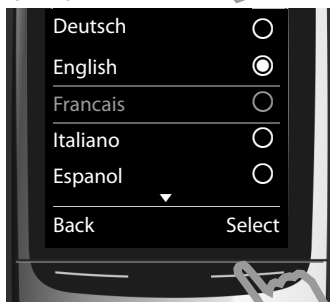 Deutsch
English
Francais
Italiano
Espanol
Back Select